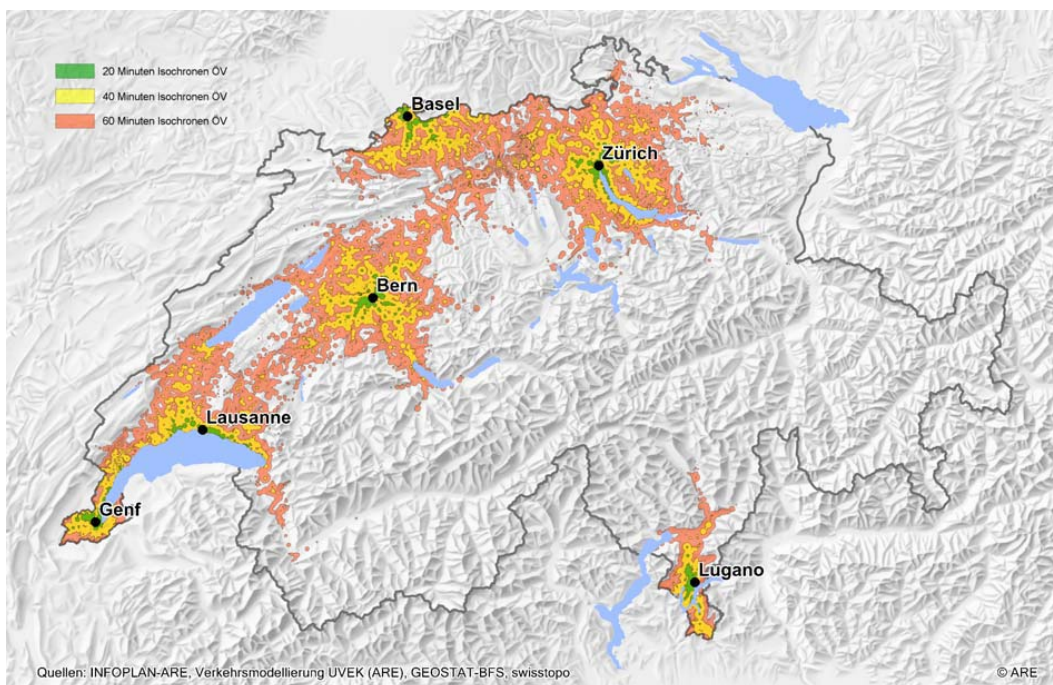 20 Minuten Isochronen ÖV
40 Minuten Isochronen ÖV
60 Minuten Isochronen ÖV
Basel
Zürich
Bern
Lausanne
Genf
Lugano
Quellen: INFOPLAN-ARE, Verkehrsmodellierung UVEK (ARE), GEOSTAT-BFS, swisstopo
© ARE